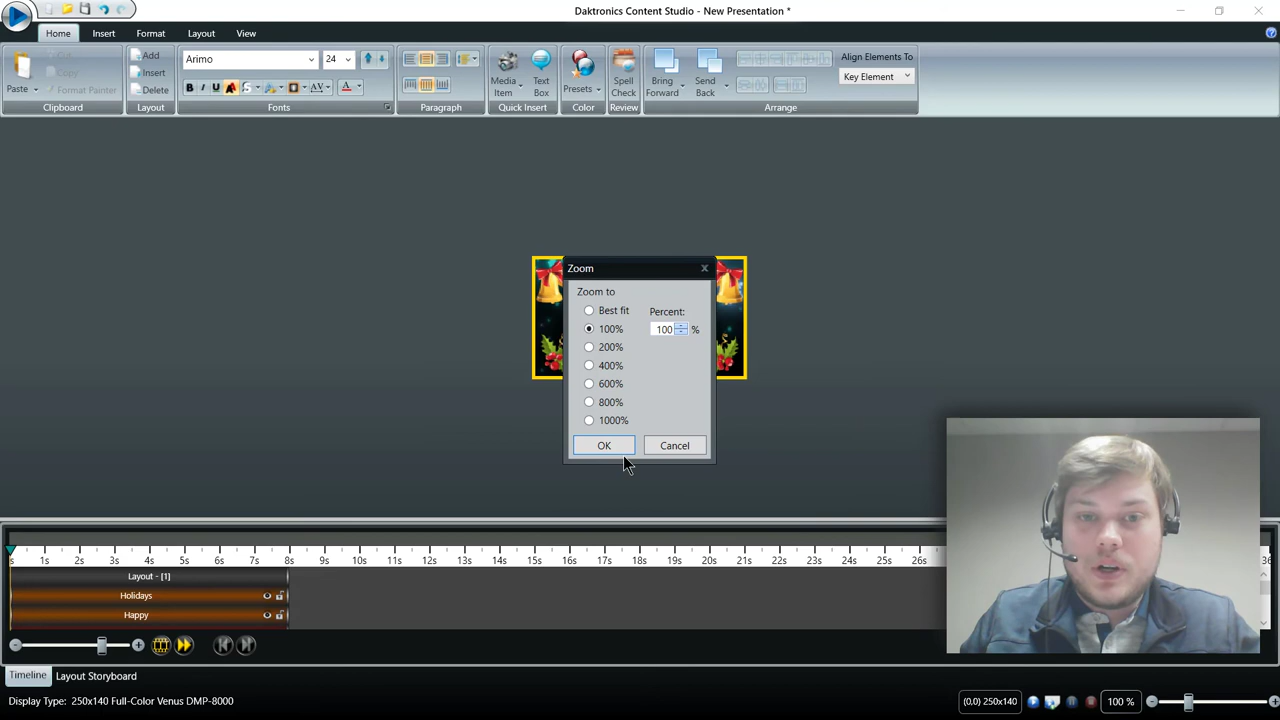 Daktronics Content Studio - New Presentation *
Home Insert Format Layout View
Cut
Copy
Format Painter
Paste
Clipboard
Add
Insert
Delete
Layout
Arimo 24
B I U A S AV A
Fonts
Paragraph
Media Item
Text Box
Quick Insert
Presets
Color
Spell Check
Review
Bring Forward
Send Back
Align Elements To
Key Element
Arrange
Zoom X
Zoom to
Best fit
100%
200%
400%
600%
800%
1000%
Percent:
100 %
OK Cancel
s 1s 2s 3s 4s 5s 6s 7s 8s 9s 10s 11s 12s 13s 14s 15s 16s 17s 18s 19s 20s 21s 22s 23s 24s 25s 26s 36
Layout - [1]
Holidays
Happy
Timeline Layout Storyboard
Display Type: 250x140 Full-Color Venus DMP-8000
(0,0) 250x140
100 %